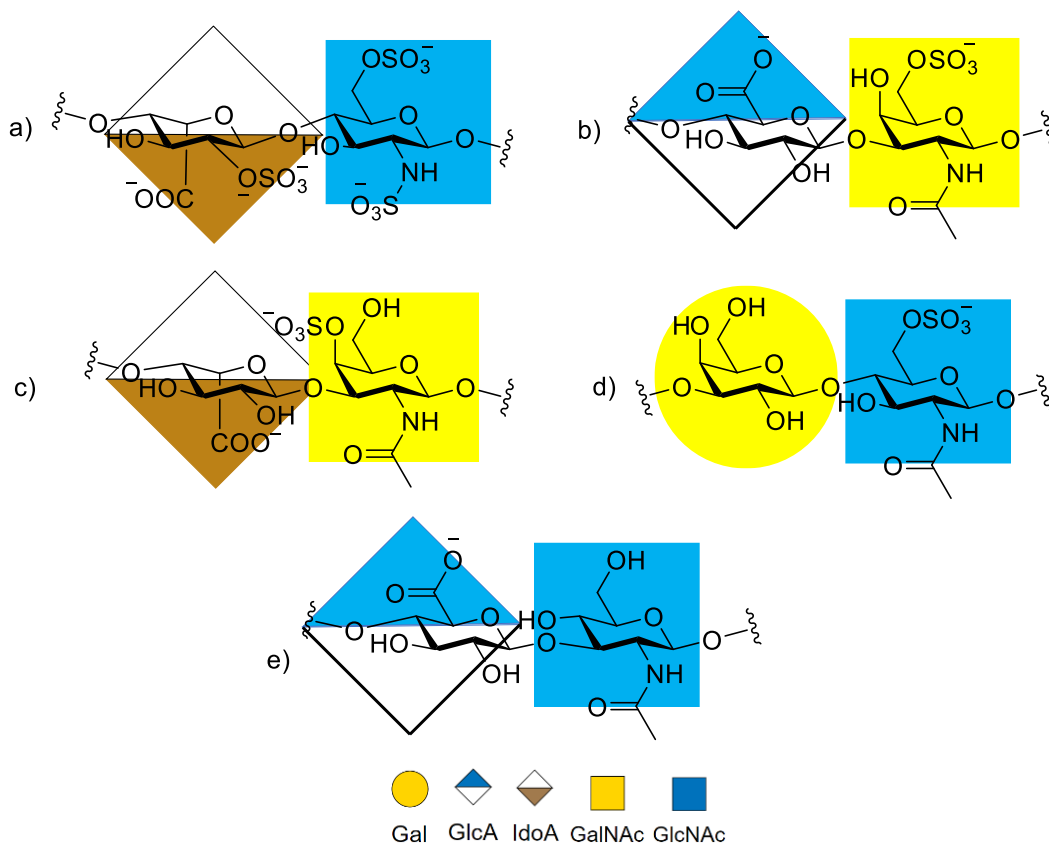 a)
OSO₃⁻
O O O O O
HO HO
⁻OOC OSO₃⁻ NH
⁻O₃S
b)
O⁻ OSO₃⁻
O HO
O O O O
HO O
OH NH
O
c)
OH
⁻O₃SO
O O O O
HO O
OH NH
COO⁻
O
d)
OH OSO₃⁻
HO
O O O O
O HO
OH NH
O
e)
O⁻ OH
O
O O HO O O
HO O
OH NH
O
Gal GlcA IdoA GalNAc GlcNAc